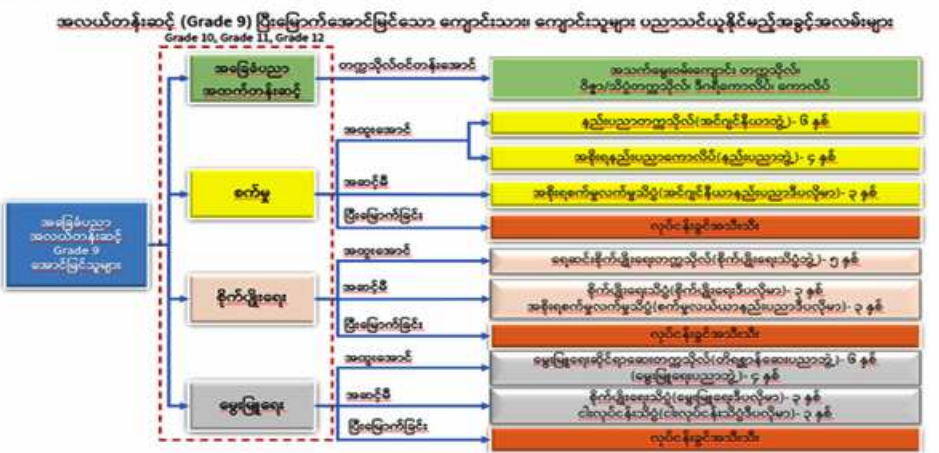 အလယ်တန်းဆင့် (Grade 9) ပြီးမြောက်အောင်မြင်သော ကျောင်းသား၊ ကျောင်းသူများ ပညာသင်ယူနိုင်မည့်အခွင့်အလမ်းများ
Grade 10, Grade 11, Grade 12
အခြေခံပညာ
အလယ်တန်းဆင့်
Grade 9
အောင်မြင်သူများ
အခြေခံပညာ
အထက်တန်းဆင့်
တက္ကသိုလ်ဝင်တန်းအောင်
အသက်မွေးဝမ်းကျောင်း တက္ကသိုလ်၊
ဝိဇ္ဇာ/သိပ္ပံတက္ကသိုလ်၊ ဒီဂရီကောလိပ်၊ ကောလိပ်
စက်မှု
အထူးအောင်
နည်းပညာတက္ကသိုလ်(အင်ဂျင်နီယာဘွဲ့)- ၆ နှစ်
အစိုးရနည်းပညာကောလိပ်(နည်းပညာဘွဲ့)- ၄ နှစ်
အဆင့်မီ
အစိုးရစက်မှုလက်မှုသိပ္ပံ(အင်ဂျင်နီယာနည်းပညာဒီပလိုမာ)- ၃ နှစ်
ပြီးမြောက်ခြင်း
လုပ်ငန်းခွင်အသီးသီး
စိုက်ပျိုးရေး
အထူးအောင်
ရေဆင်းစိုက်ပျိုးရေးတက္ကသိုလ်(စိုက်ပျိုးရေးသိပ္ပံဘွဲ့)- ၅ နှစ်
အဆင့်မီ
စိုက်ပျိုးရေးသိပ္ပံ(စိုက်ပျိုးရေးဒီပလိုမာ)- ၃ နှစ်
အစိုးရစက်မှုလက်မှုသိပ္ပံ(စက်မှုလယ်ယာနည်းပညာဒီပလိုမာ)- ၃ နှစ်
ပြီးမြောက်ခြင်း
လုပ်ငန်းခွင်အသီးသီး
မွေးမြူရေး
အထူးအောင်
မွေးမြူရေးဆိုင်ရာဆေးတက္ကသိုလ်(တိရစ္ဆာန်ဆေးပညာဘွဲ့)- ၆ နှစ်
(မွေးမြူရေးပညာဘွဲ့)- ၄ နှစ်
အဆင့်မီ
စိုက်ပျိုးရေးသိပ္ပံ(မွေးမြူရေးဒီပလိုမာ)- ၃ နှစ်
ငါးလုပ်ငန်းသိပ္ပံ(ငါးလုပ်ငန်းသိပ္ပံဒီပလိုမာ)- ၃ နှစ်
ပြီးမြောက်ခြင်း
လုပ်ငန်းခွင်အသီးသီး